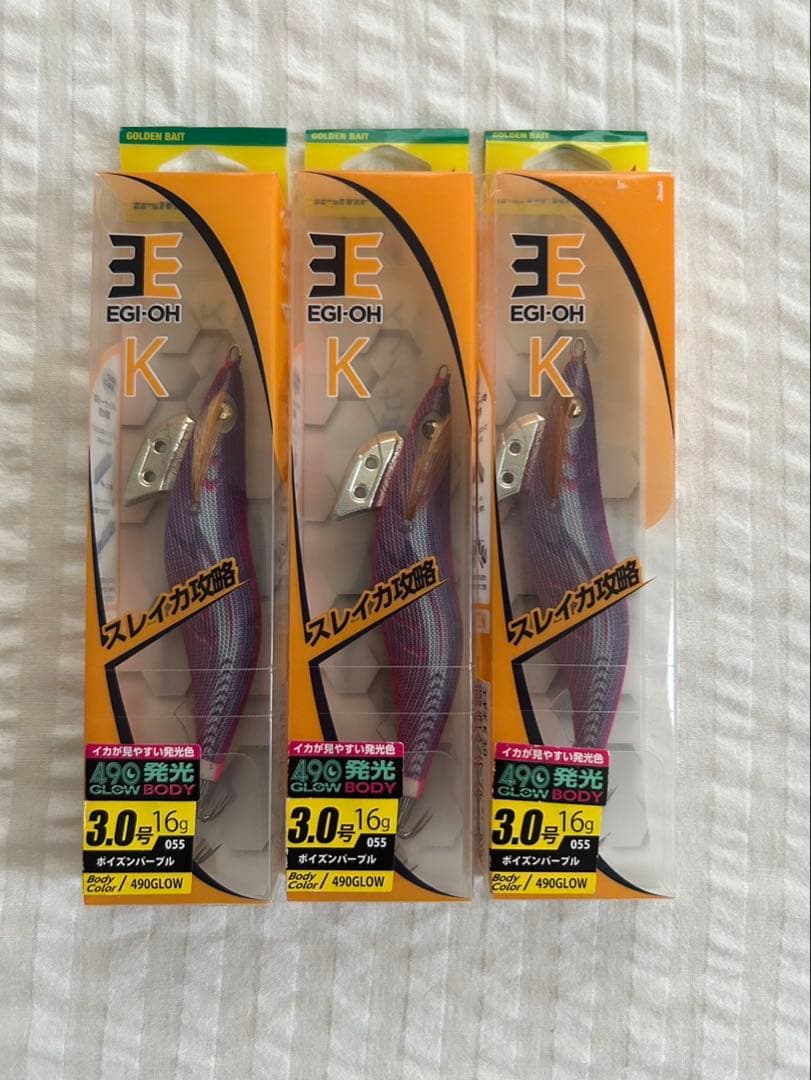 GOLDEN BAIT
EGI-OH
K
スレイカ攻略
イカが見やすい発光色
490 発光
GLOW BODY
3.0号 16g
055
ポイズンパープル
Body Color / 490GLOW
GOLDEN BAIT
EGI-OH
K
スレイカ攻略
イカが見やすい発光色
490 発光
GLOW BODY
3.0号 16g
055
ポイズンパープル
Body Color / 490GLOW
GOLDEN BAIT
EGI-OH
K
スレイカ攻略
イカが見やすい発光色
490 発光
GLOW BODY
3.0号 16g
055
ポイズンパープル
Body Color / 490GLOW